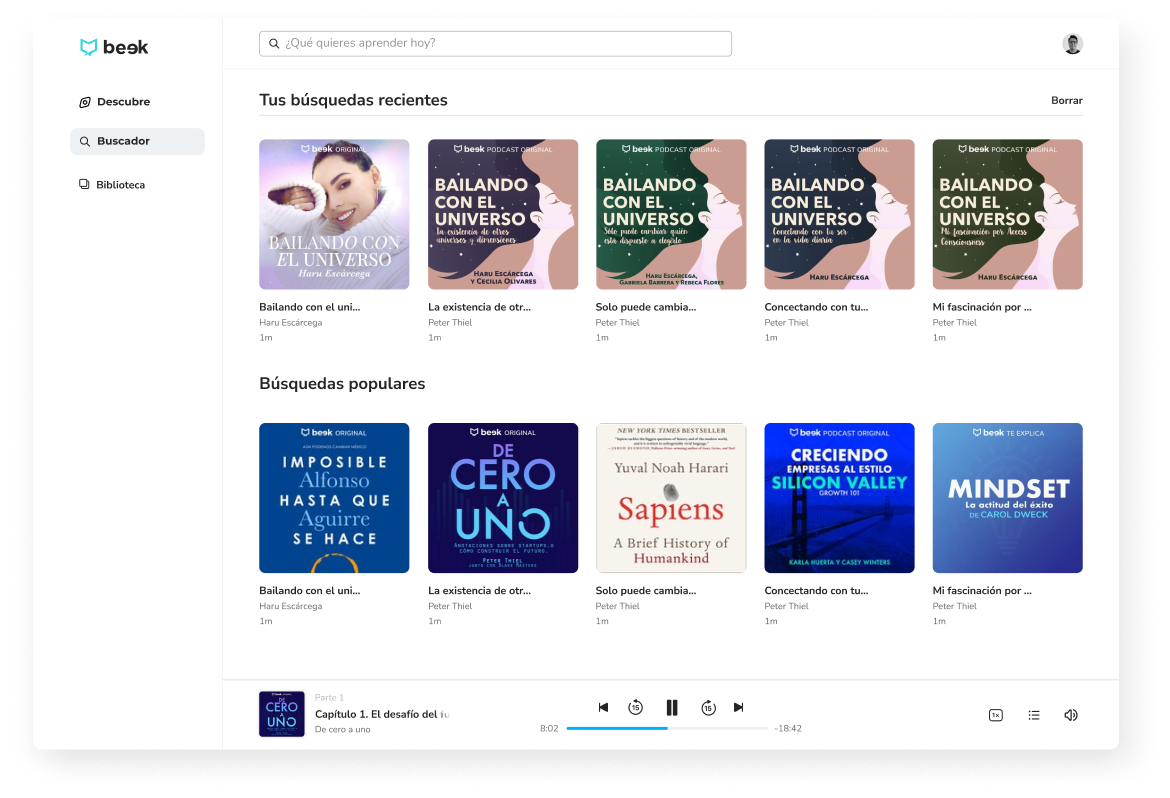 beek
¿Qué quieres aprender hoy?
Descubre
Buscador
Biblioteca
Tus búsquedas recientes
Borrar
beek ORIGINAL
BAILANDO CON
EL UNIVERSO
Haru Escárcega
beek PODCAST ORIGINAL
BAILANDO
CON EL
UNIVERSO
La existencia de otros
universos y dimensiones
HARU ESCÁRCEGA
Y CECILIA OLIVARES
beek PODCAST ORIGINAL
BAILANDO
CON EL
UNIVERSO
Sólo puede cambiar quien
está dispuesto a elegirlo
HARU ESCÁRCEGA,
GABRIELA BARRERA Y REBECA FLORES
beek PODCAST ORIGINAL
BAILANDO
CON EL
UNIVERSO
Conectando con tu ser
en la vida diaria
HARU ESCÁRCEGA
beek PODCAST ORIGINAL
BAILANDO
CON EL
UNIVERSO
Mi fascinación por Access
Consciousness
HARU ESCÁRCEGA
Bailando con el uni...
Haru Escárcega
1m
La existencia de otr...
Peter Thiel
1m
Solo puede cambia...
Peter Thiel
1m
Concectando con tu...
Peter Thiel
1m
Mi fascinación por ...
Peter Thiel
1m
Búsquedas populares
beek ORIGINAL
IMPOSIBLE
Alfonso
HASTA QUE
Aguirre
SE HACE
beek ORIGINAL
DE
CERO
A
UNO
ANOTACIONES SOBRE STARTUPS, O
CÓMO CONSTRUIR EL FUTURO.
PETER THIEL
JUNTO CON BLAKE MASTERS
NEW YORK TIMES BESTSELLER
Yuval Noah Harari
Sapiens
A Brief History of
Humankind
beek PODCAST ORIGINAL
CRECIENDO
EMPRESAS AL ESTILO
SILICON VALLEY
GROWTH 101
KARLA HUERTA Y CASEY WINTERS
beek TE EXPLICA
MINDSET
La actitud del éxito
DE CAROL DWECK
Bailando con el uni...
Haru Escárcega
1m
La existencia de otr...
Peter Thiel
1m
Solo puede cambia...
Peter Thiel
1m
Concectando con tu...
Peter Thiel
1m
Mi fascinación por ...
Peter Thiel
1m
DE
CERO
A
UNO
Parte 1
Capítulo 1. El desafío del fu
De cero a uno
15
15
8:02
-18:42
1x